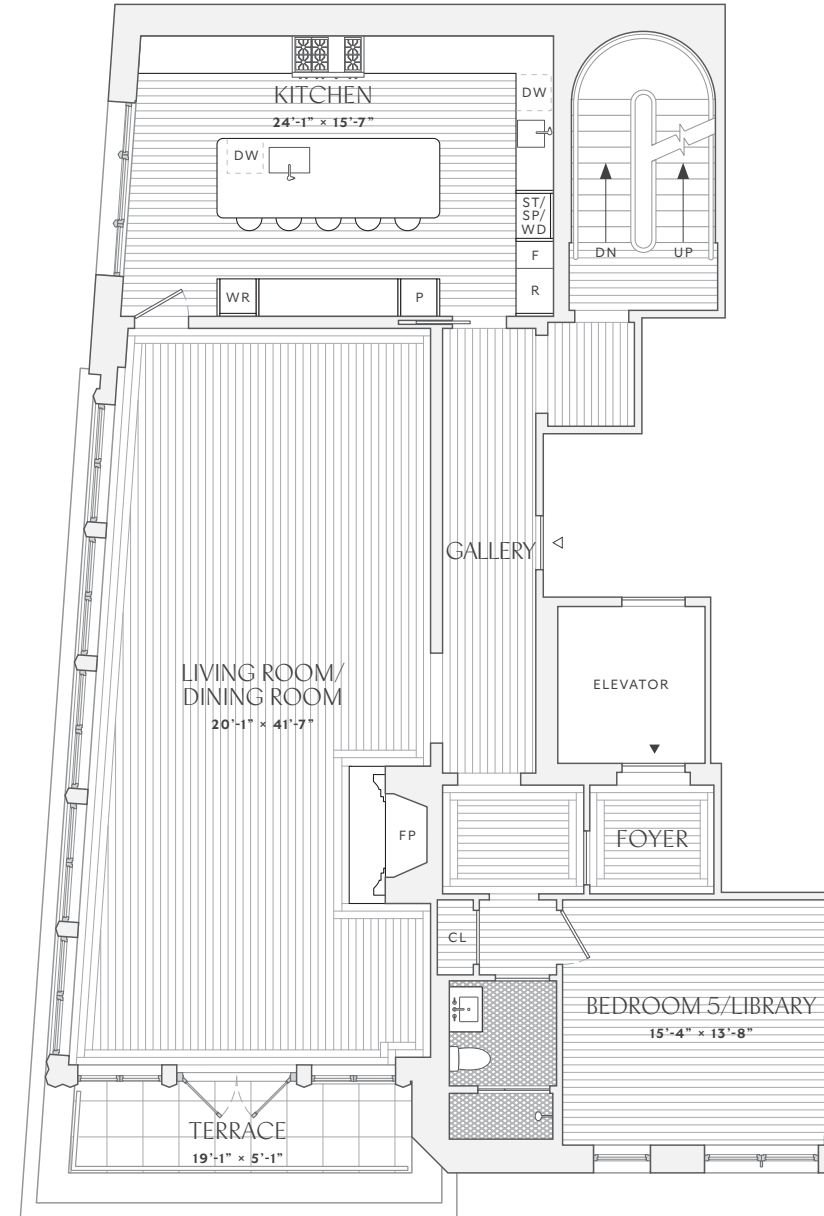 KITCHEN
24'-1" × 15'-7"
DW
DW
ST/
SP/
WD
F
R
WR
P
DN
UP
GALLERY
LIVING ROOM/
DINING ROOM
20'-1" × 41'-7"
ELEVATOR
FP
FOYER
CL
BEDROOM 5/LIBRARY
15'-4" × 13'-8"
TERRACE
19'-1" × 5'-1"